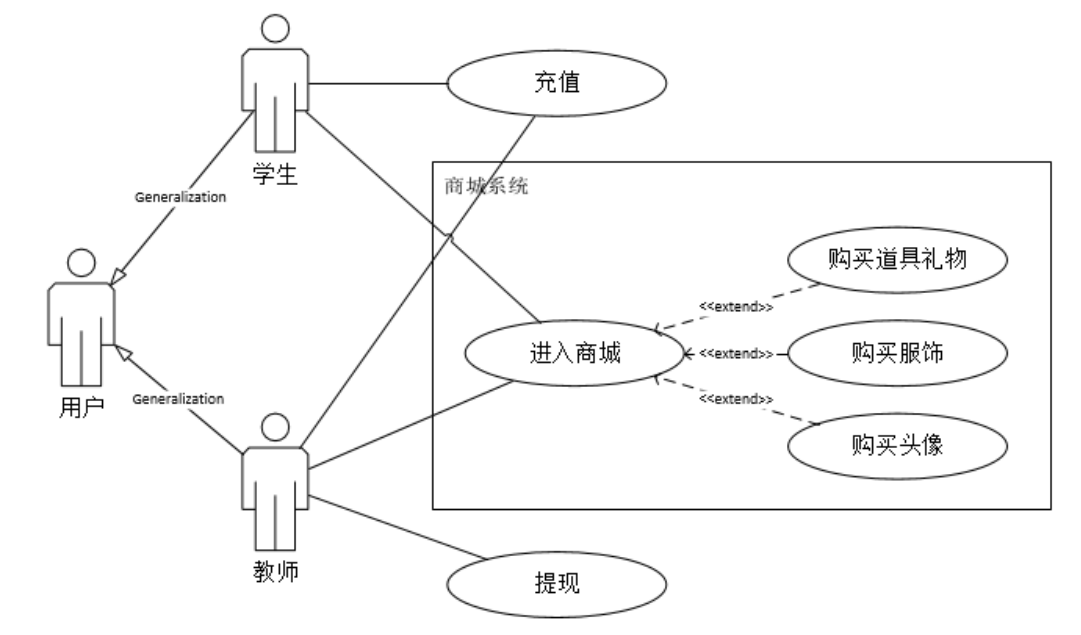 充值
学生
商城系统
Generalization
购买道具礼物
<<extend>>
进入商城
<<extend>>
购买服饰
用户
Generalization
<<extend>>
购买头像
教师
提现